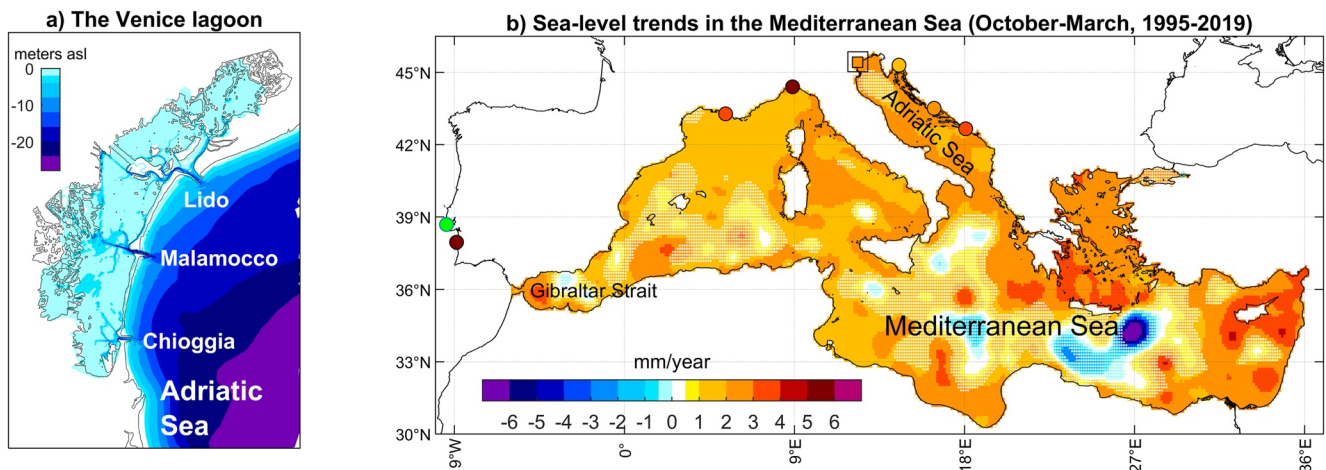 a) The Venice lagoon
meters asl
0
-10
-20
Lido
Malamocco
Chioggia
Adriatic
Sea
b) Sea-level trends in the Mediterranean Sea (October-March, 1995-2019)
45°N
42°N
39°N
36°N
33°N
30°N
Adriatic Sea
Gibraltar Strait
Mediterranean Sea
mm/year
-6 -5 -4 -3 -2 -1 0 1 2 3 4 5 6
9°W 0° 9°E 18°E 27°E 36°E